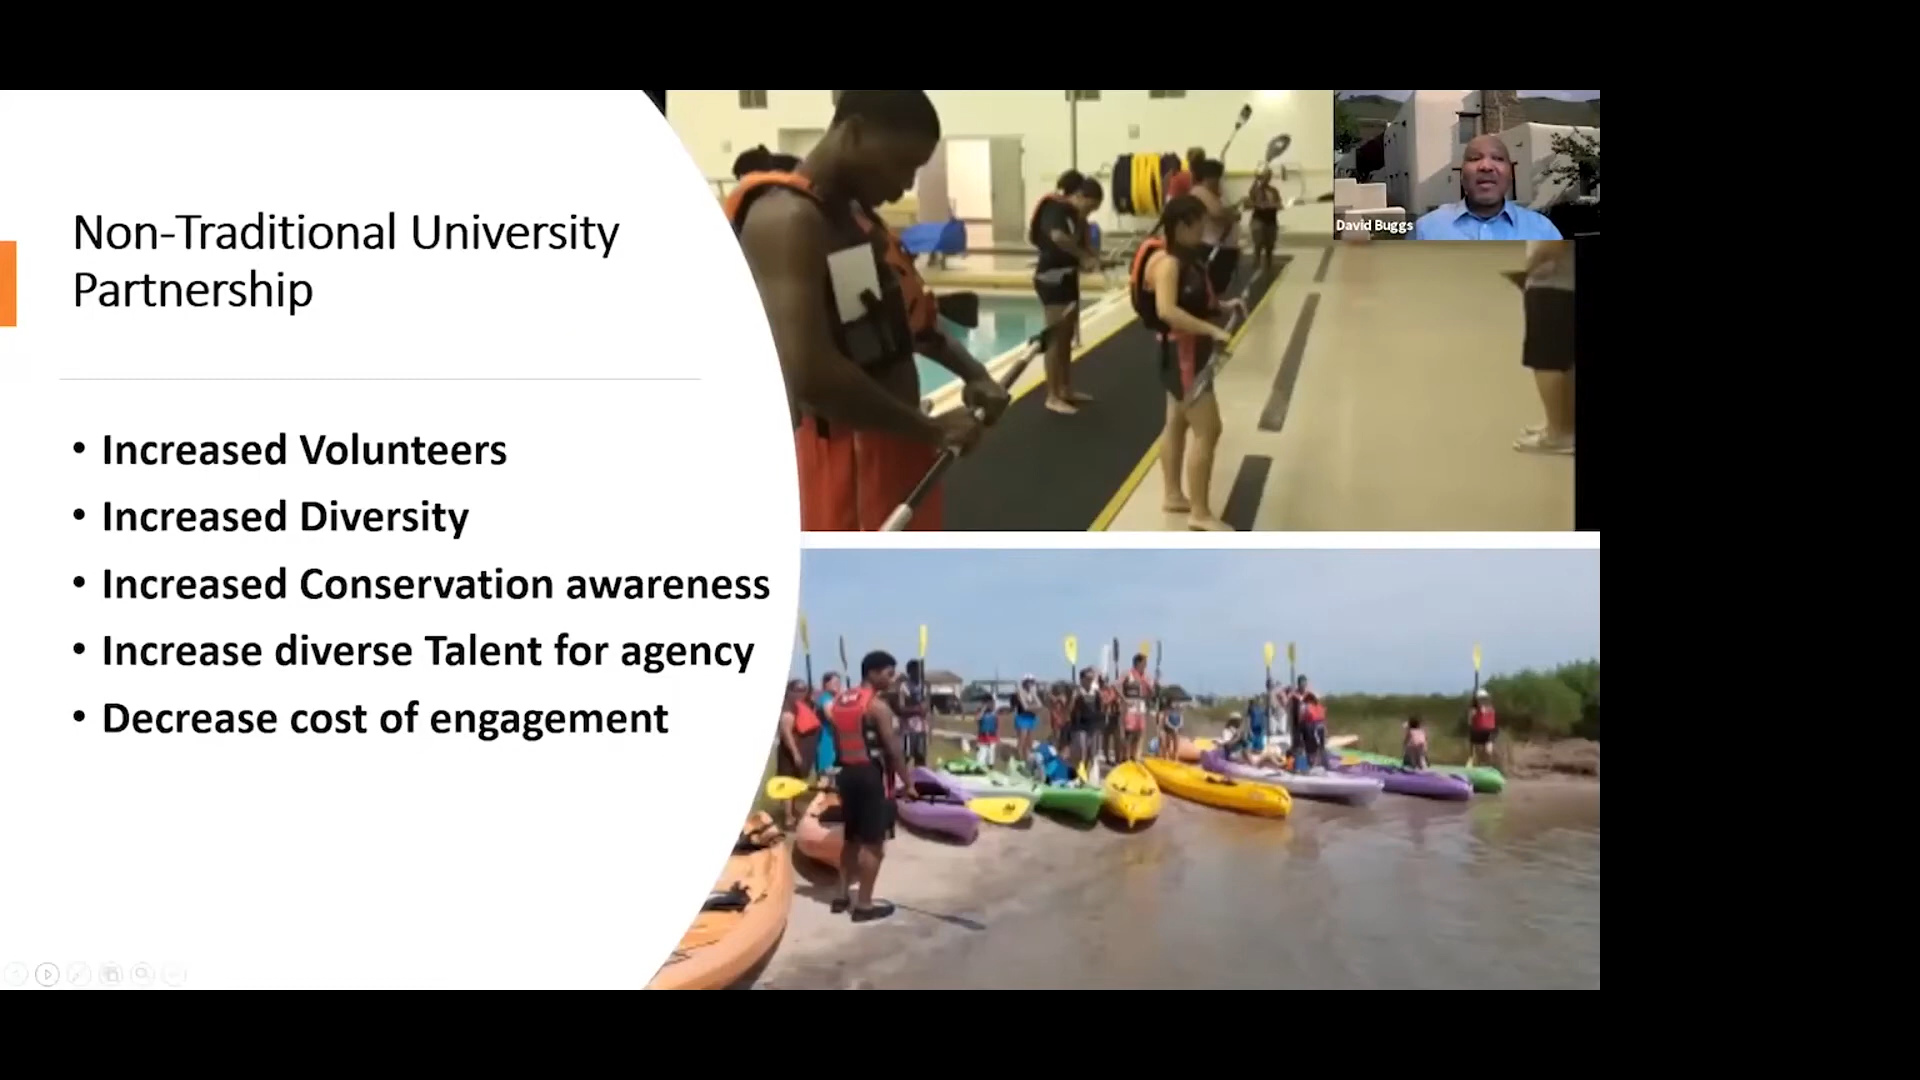 Non-Traditional University
Partnership
• Increased Volunteers
• Increased Diversity
• Increased Conservation awareness
• Increase diverse Talent for agency
• Decrease cost of engagement
David Buggs